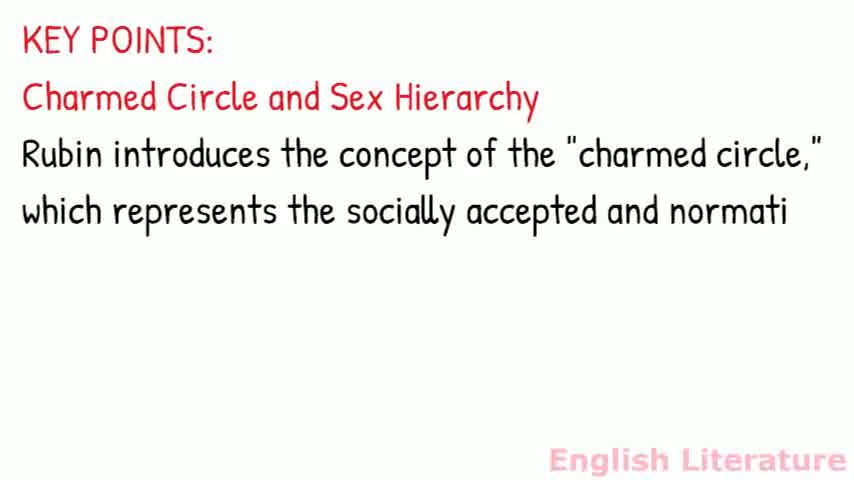 KEY POINTS:
Charmed Circle and Sex Hierarchy
Rubin introduces the concept of the "charmed circle,"
which represents the socially accepted and normati
English Literature